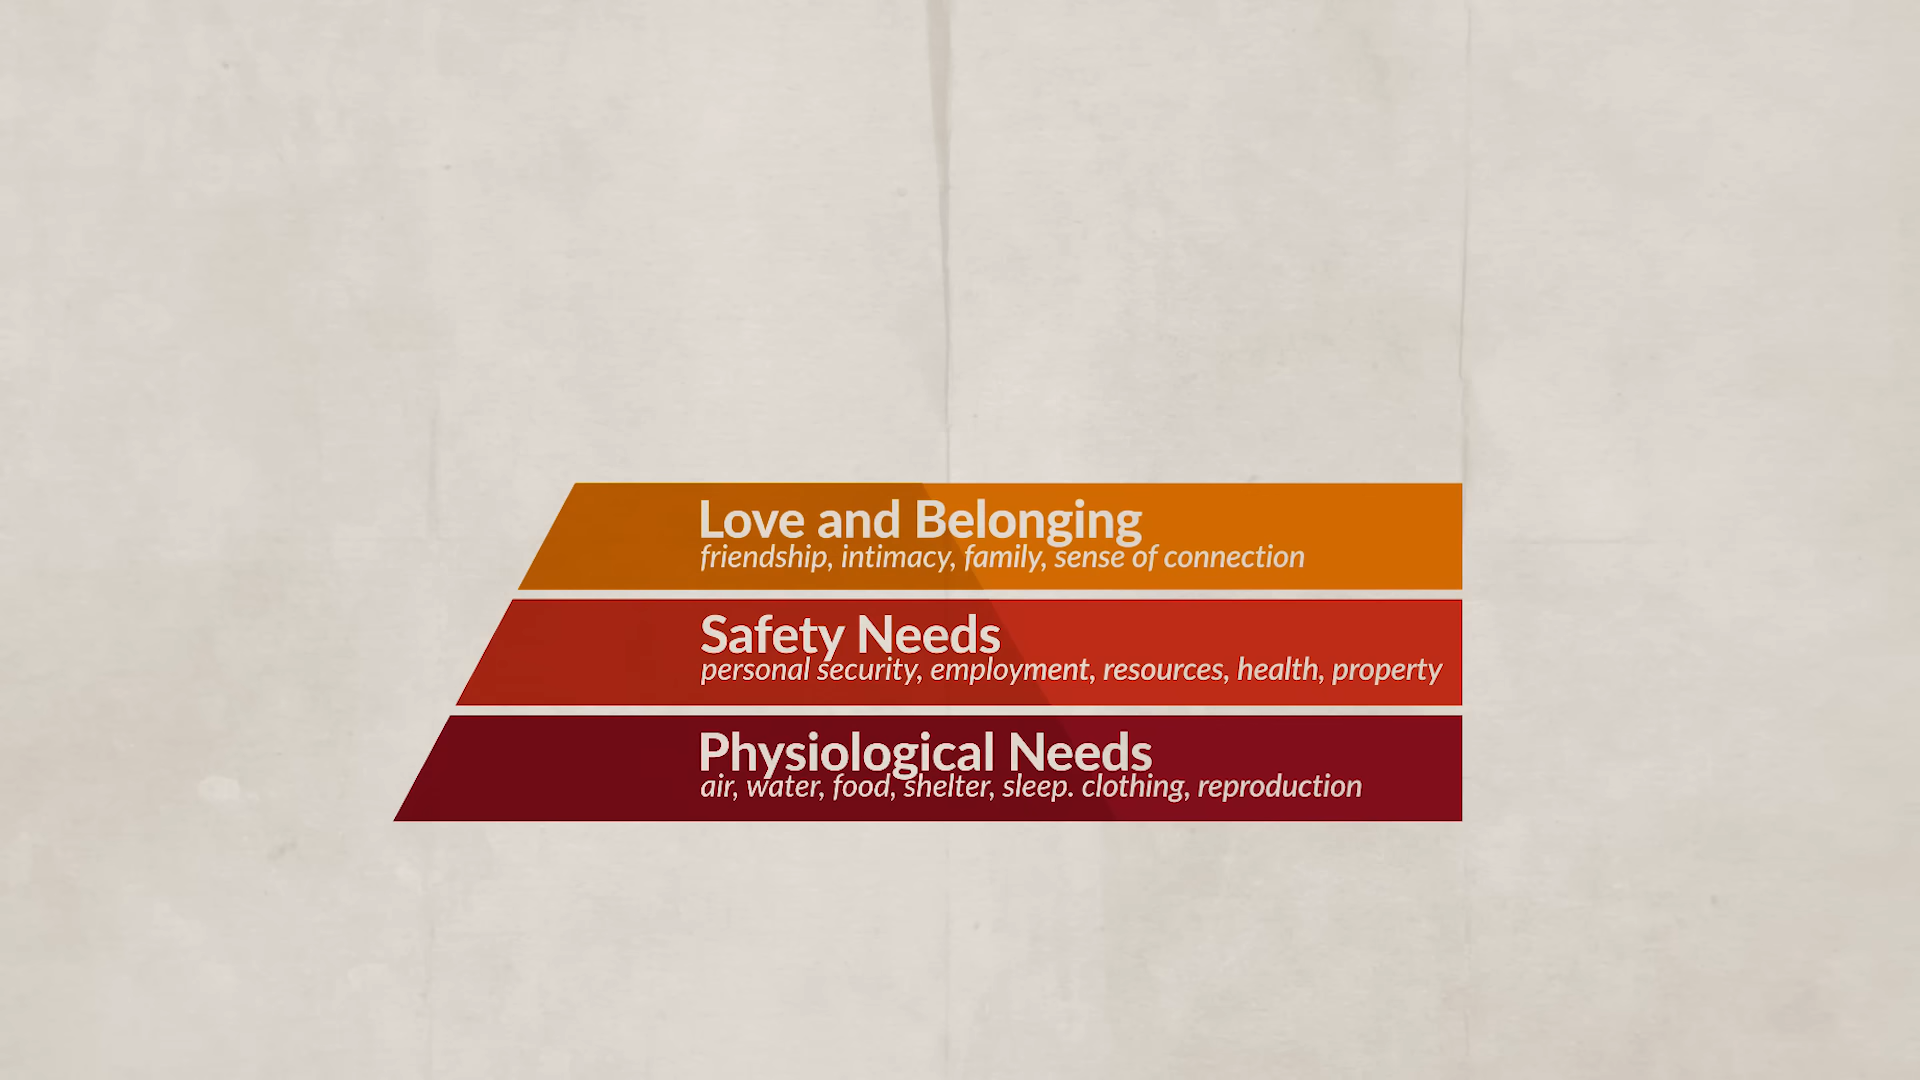 Love and Belonging
friendship, intimacy, family, sense of connection
Safety Needs
personal security, employment, resources, health, property
Physiological Needs
air, water, food, shelter, sleep. clothing, reproduction